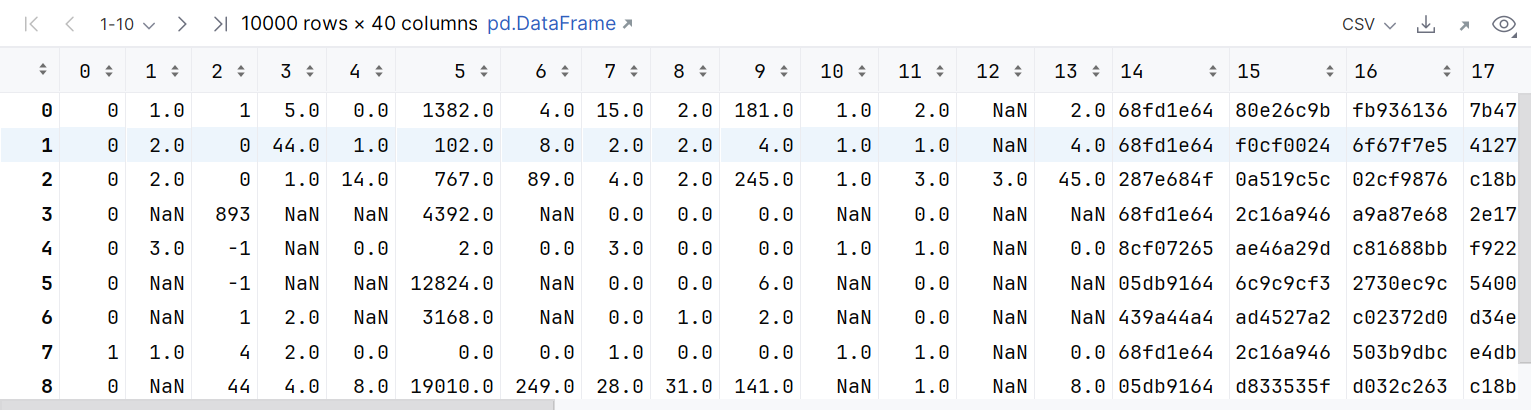 1-10 10000 rows × 40 columns pd.DataFrame CSV
0 1 2 3 4 5 6 7 8 9 10 11 12 13 14 15 16 17
0 0 1.0 1 5.0 0.0 1382.0 4.0 15.0 2.0 181.0 1.0 2.0 NaN 2.0 68fd1e64 80e26c9b fb936136 7b47
1 0 2.0 0 44.0 1.0 102.0 8.0 2.0 2.0 4.0 1.0 1.0 NaN 4.0 68fd1e64 f0cf0024 6f67f7e5 4127
2 0 2.0 0 1.0 14.0 767.0 89.0 4.0 2.0 245.0 1.0 3.0 3.0 45.0 287e684f 0a519c5c 02cf9876 c18b
3 0 NaN 893 NaN NaN 4392.0 NaN 0.0 0.0 0.0 NaN 0.0 NaN NaN 68fd1e64 2c16a946 a9a87e68 2e17
4 0 3.0 -1 NaN 0.0 2.0 0.0 3.0 0.0 0.0 1.0 1.0 NaN 0.0 8cf07265 ae46a29d c81688bb f922
5 0 NaN -1 NaN NaN 12824.0 NaN 0.0 0.0 6.0 NaN 0.0 NaN NaN 05db9164 6c9c9cf3 2730ec9c 5400
6 0 NaN 1 2.0 NaN 3168.0 NaN 0.0 1.0 2.0 NaN 0.0 NaN NaN 439a44a4 ad4527a2 c02372d0 d34e
7 1 1.0 4 2.0 0.0 0.0 0.0 1.0 0.0 0.0 1.0 1.0 NaN 0.0 68fd1e64 2c16a946 503b9dbc e4db
8 0 NaN 44 4.0 8.0 19010.0 249.0 28.0 31.0 141.0 NaN 1.0 NaN 8.0 05db9164 d833535f d032c263 c18b